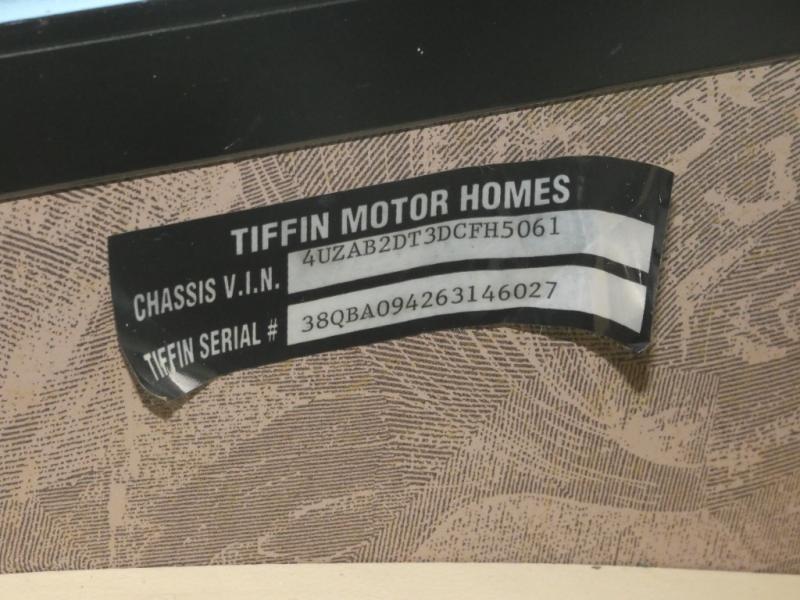 TIFFIN MOTOR HOMES
CHASSIS V.I.N. 4UZAB2DT3DCFH5061
TIFFIN SERIAL # 38QBA094263146027